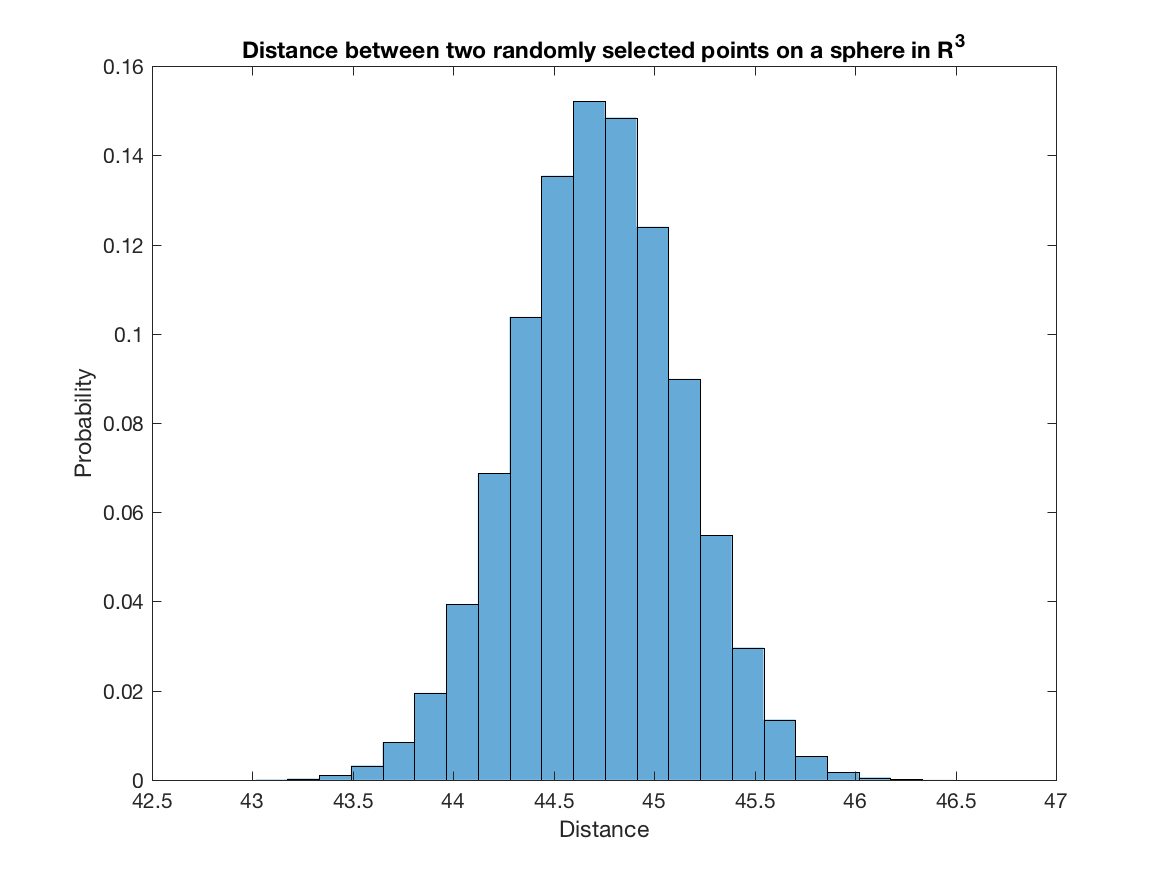 Distance between two randomly selected points on a sphere in R³
0.16
0.14
0.12
0.1
0.08
0.06
0.04
0.02
0
Probability
42.5 43 43.5 44 44.5 45 45.5 46 46.5 47
Distance